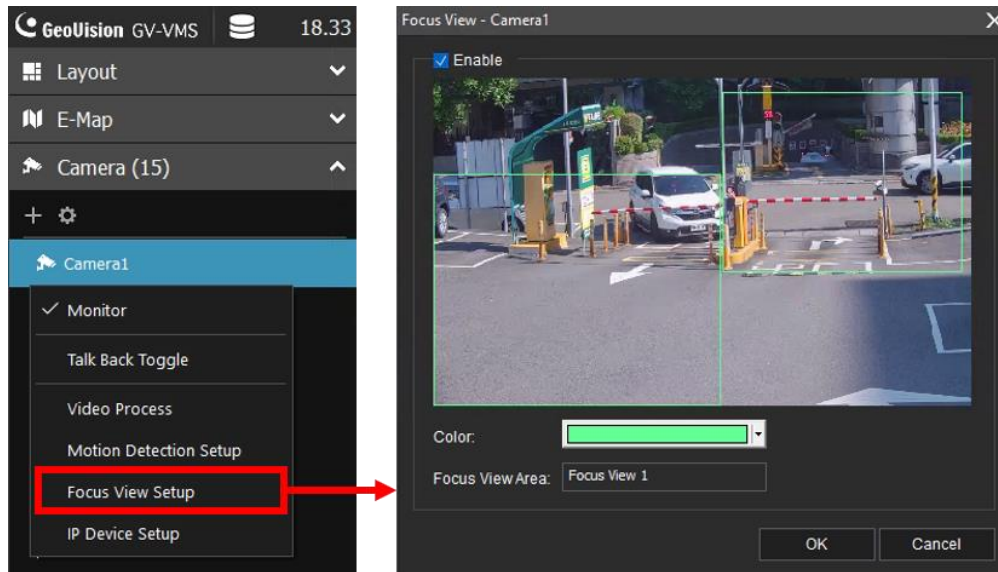 GeoVision GV-VMS 18.33
Layout
E-Map
Camera (15)
Camera1
Monitor
Talk Back Toggle
Video Process
Motion Detection Setup
Focus View Setup
IP Device Setup
Focus View - Camera1 X
Enable
Color:
Focus View Area: Focus View 1
OK Cancel